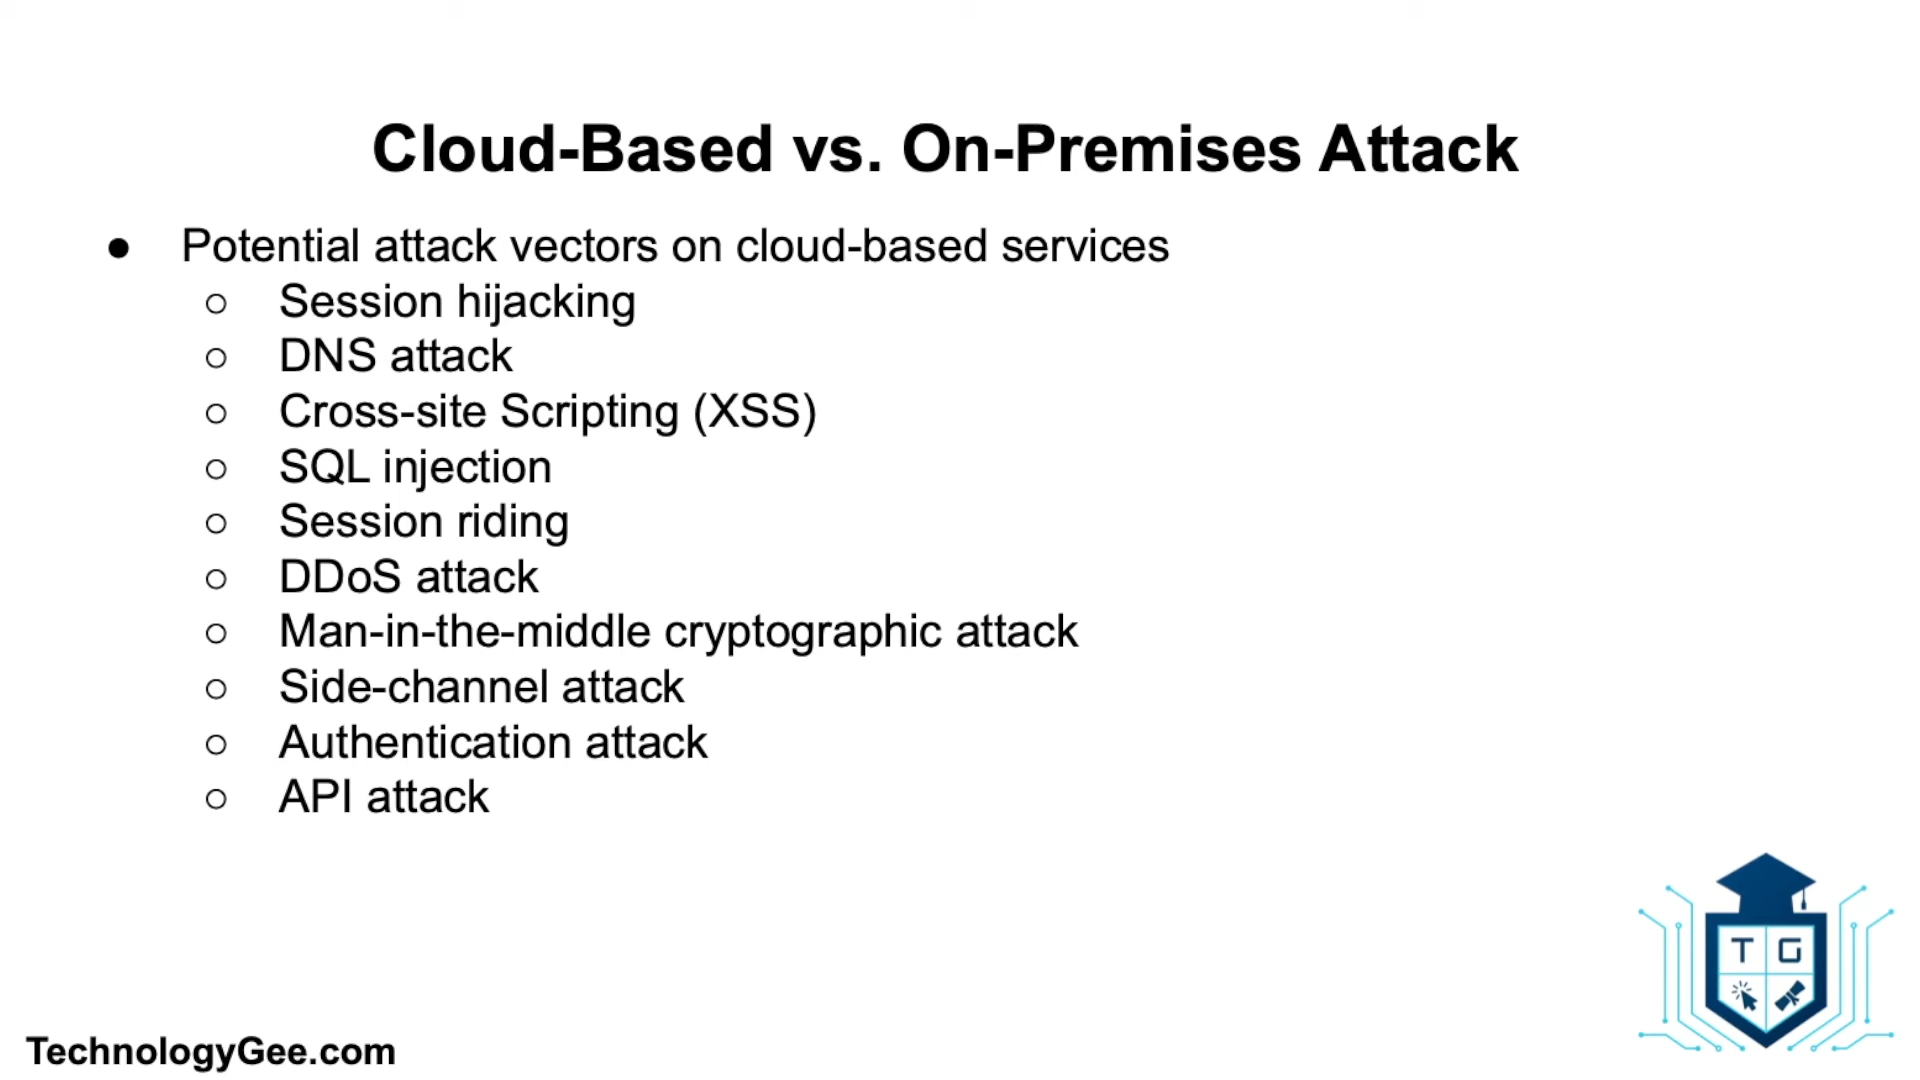 Cloud-Based vs. On-Premises Attack
● Potential attack vectors on cloud-based services
○ Session hijacking
○ DNS attack
○ Cross-site Scripting (XSS)
○ SQL injection
○ Session riding
○ DDoS attack
○ Man-in-the-middle cryptographic attack
○ Side-channel attack
○ Authentication attack
○ API attack
T G
TechnologyGee.com